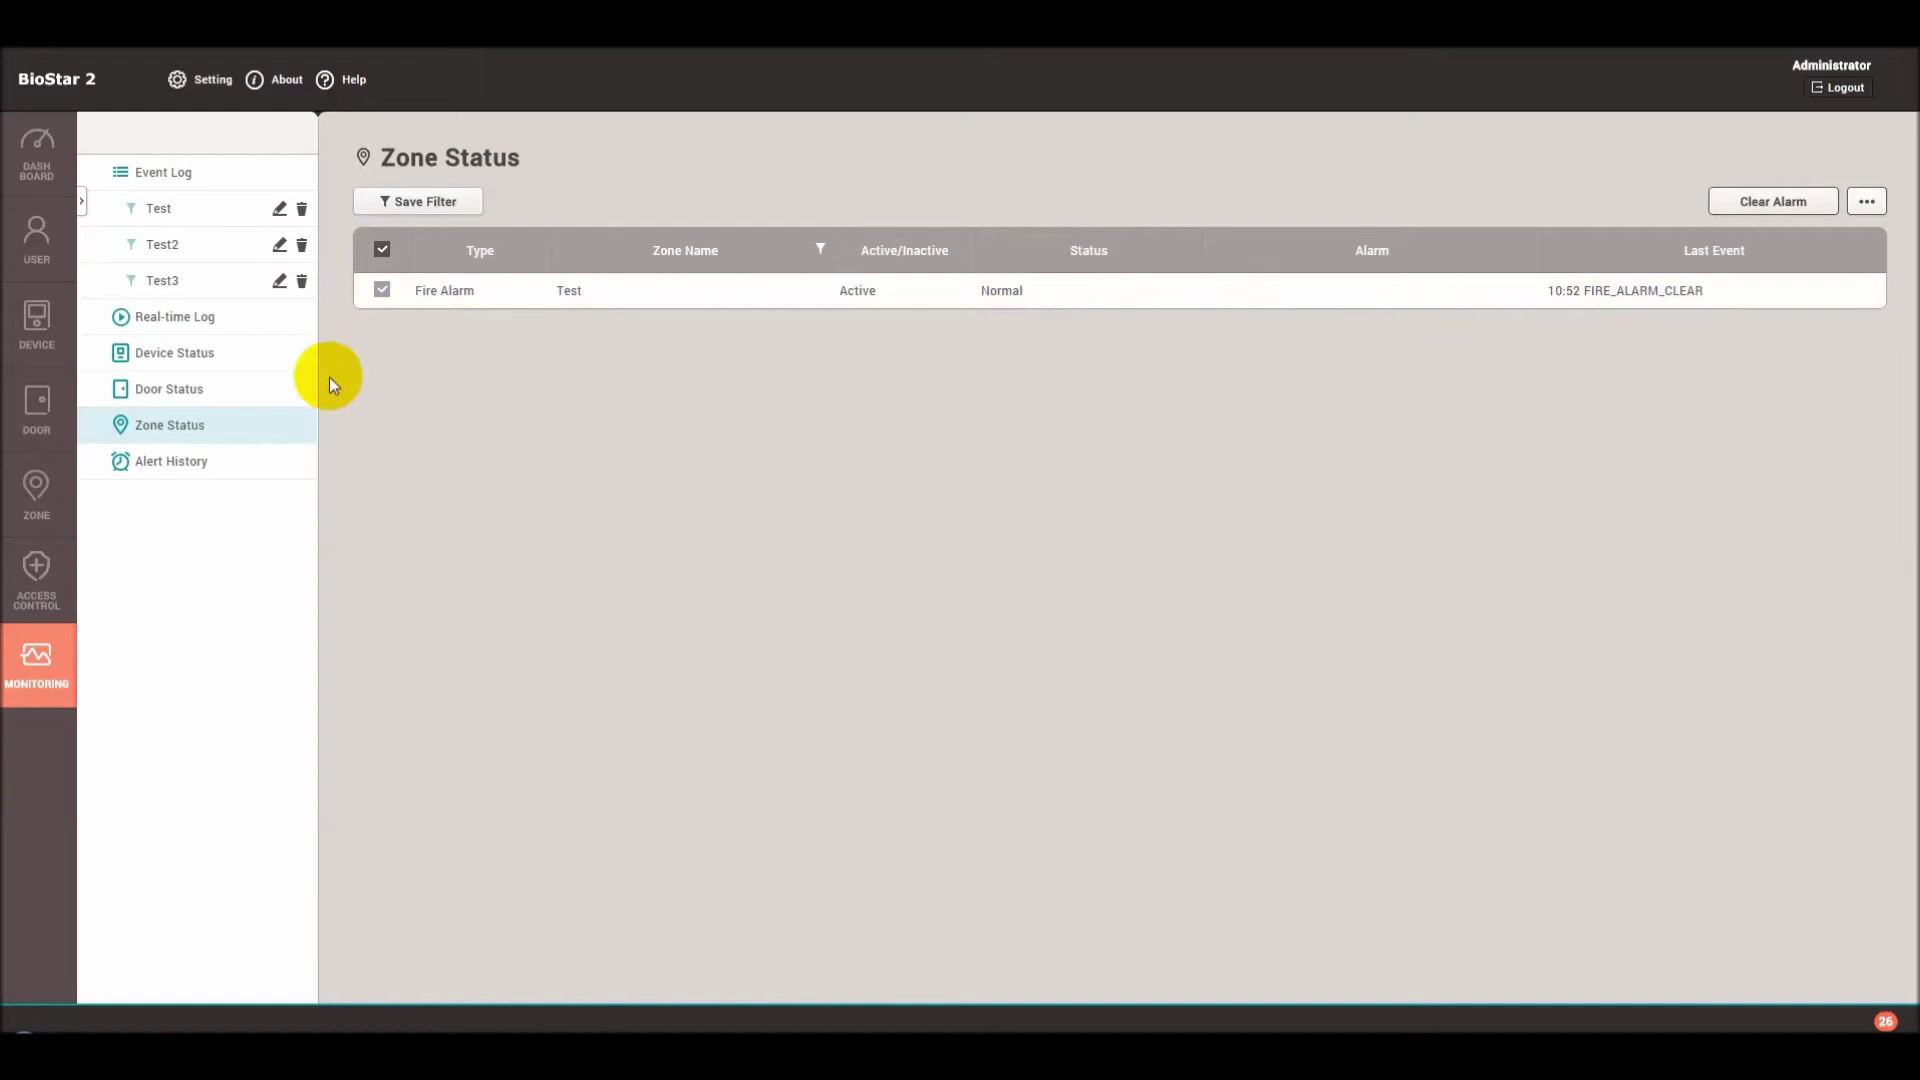 BioStar 2
Setting
About
Help
Administrator
Logout
DASH
BOARD
USER
DEVICE
DOOR
ZONE
ACCESS
CONTROL
MONITORING
Event Log
Test
Test2
Test3
Real-time Log
Device Status
Door Status
Zone Status
Alert History
Zone Status
Save Filter
Clear Alarm
Type Zone Name Active/Inactive Status Alarm Last Event
Fire Alarm Test Active Normal 10:52 FIRE_ALARM_CLEAR
26